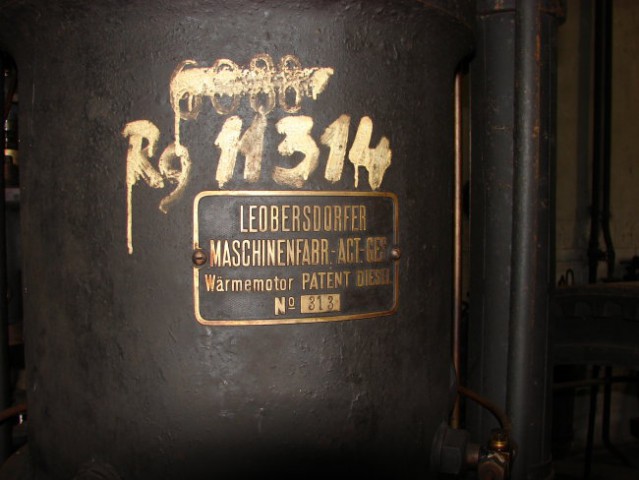 Rg 11314
LEOBERSDORFER
MASCHINENFABR.-ACT-GES
Wärmemotor PATENT DIESEL
No 313